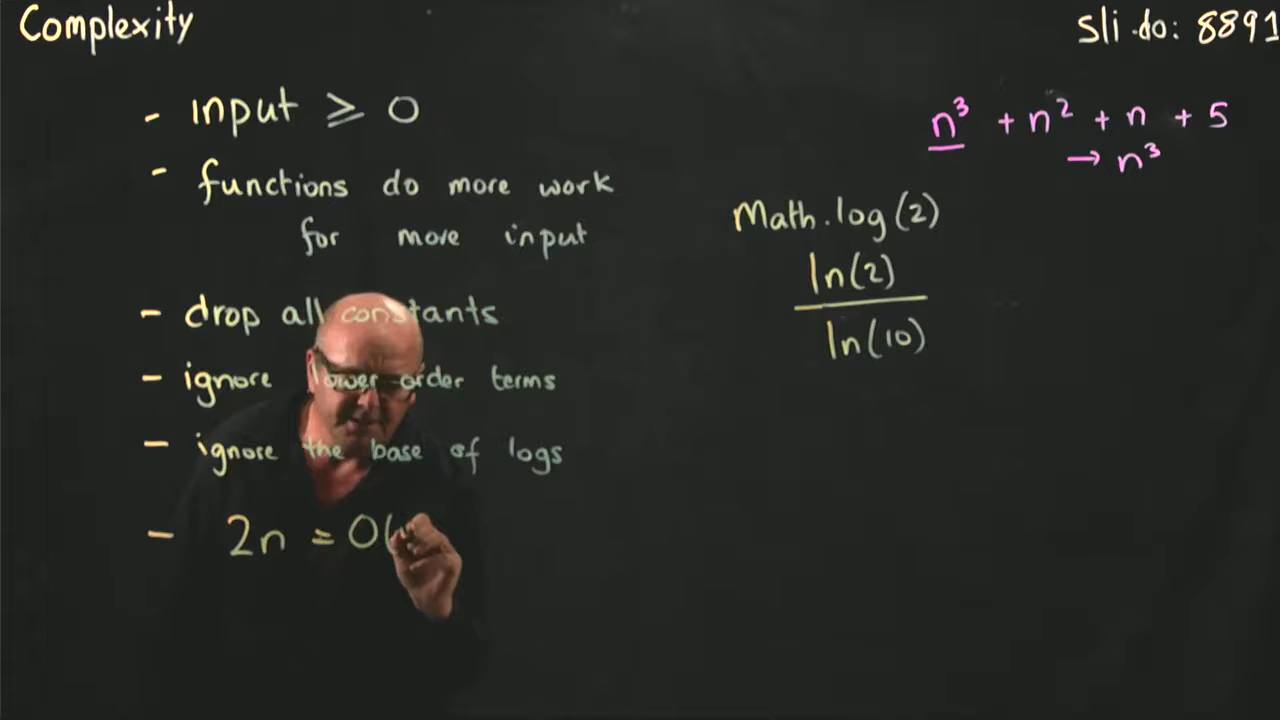 Complexity
sli.do: 8891
- input ≥ 0
- functions do more work
for more input
- drop all constants
- ignore lower order terms
- ignore the base of logs
- 2n = O(
n³ + n² + n + 5
→ n³
Math.log(2)
ln(2)
ln(10)